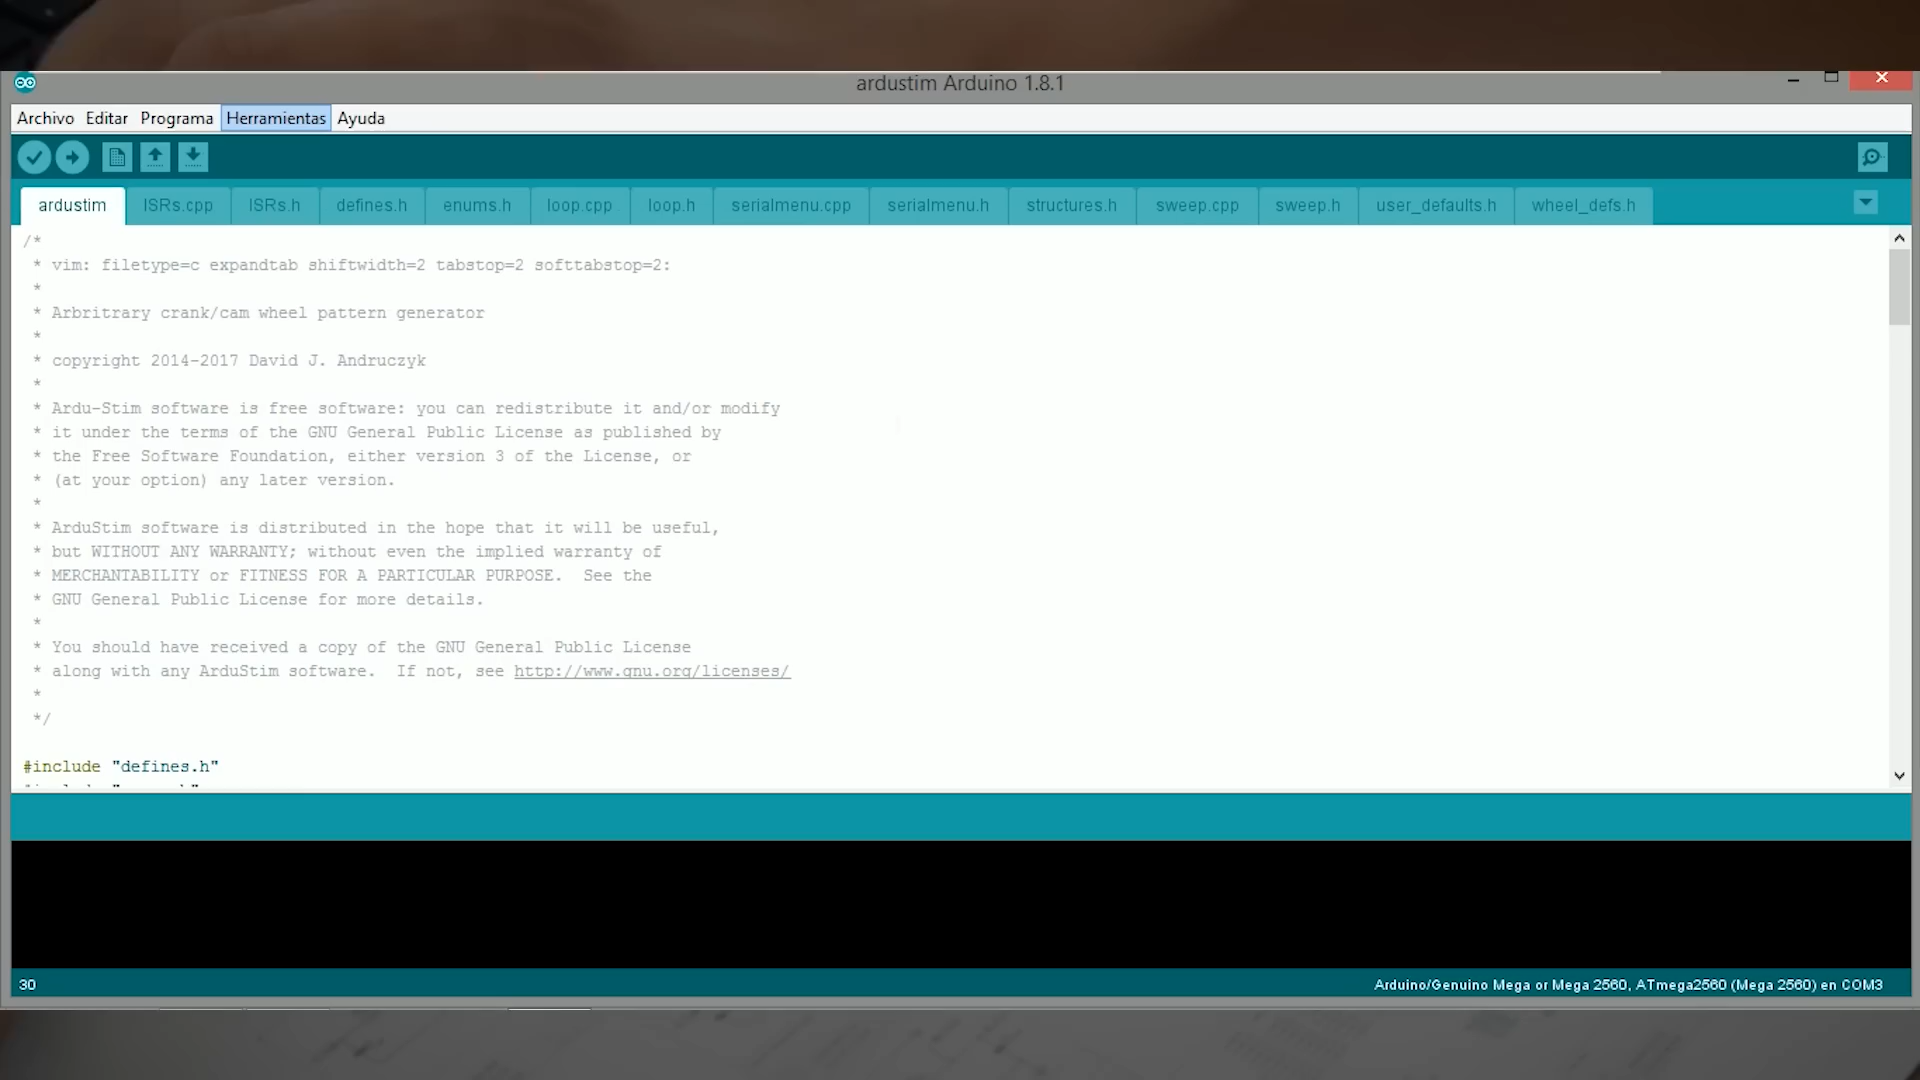 ardustim Arduino 1.8.1
Archivo Editar Programa Herramientas Ayuda
ardustim ISRs.cpp ISRs.h defines.h enums.h loop.cpp loop.h serialmenu.cpp serialmenu.h structures.h sweep.cpp sweep.h user_defaults.h wheel_defs.h
/*
* vim: filetype=c expandtab shiftwidth=2 tabstop=2 softtabstop=2:
*
* Arbritrary crank/cam wheel pattern generator
*
* copyright 2014-2017 David J. Andruczyk
*
* Ardu-Stim software is free software: you can redistribute it and/or modify
* it under the terms of the GNU General Public License as published by
* the Free Software Foundation, either version 3 of the License, or
* (at your option) any later version.
*
* ArduStim software is distributed in the hope that it will be useful,
* but WITHOUT ANY WARRANTY; without even the implied warranty of
* MERCHANTABILITY or FITNESS FOR A PARTICULAR PURPOSE.  See the
* GNU General Public License for more details.
*
* You should have received a copy of the GNU General Public License
* along with any ArduStim software.  If not, see http://www.gnu.org/licenses/
*
*/
#include "defines.h"
30
Arduino/Genuino Mega or Mega 2560, ATmega2560 (Mega 2560) en COM3